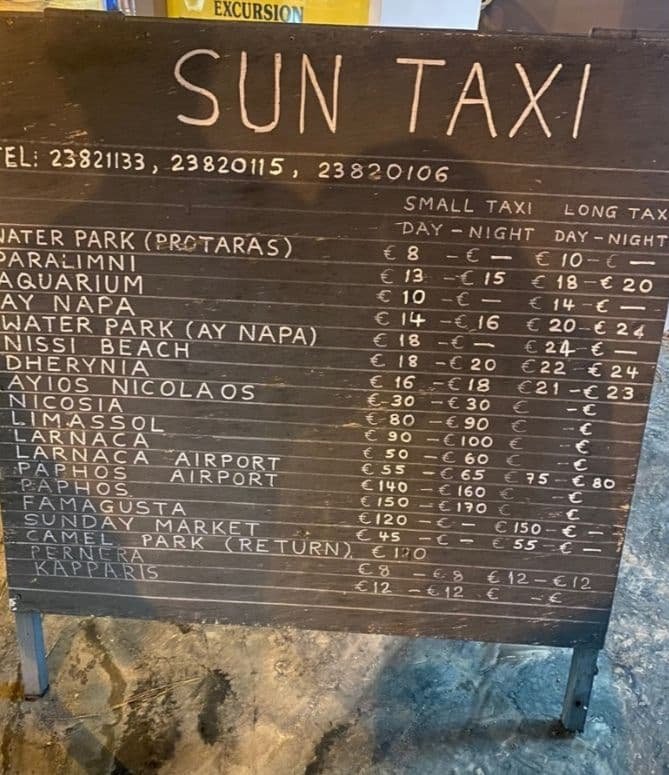 EXCURSION
SUN TAXI
TEL: 23821133, 23820115, 23820106
SMALL TAXI LONG TAXI
DAY - NIGHT DAY - NIGHT
WATER PARK (PROTARAS) € 8 - € — € 10 - € —
PARALIMNI € 13 - € 15 € 18 - € 20
AQUARIUM € 10 - € — € 14 - € —
AY NAPA € 14 - € 16 € 20 - € 24
WATER PARK (AY NAPA) € 18 - € — € 24 - € —
NISSI BEACH € 18 - € 20 € 22 - € 24
DHERYNIA € 16 - € 18 € 21 - € 23
AYIOS NICOLAOS € 30 - € 30 € - €
NICOSIA € 80 - € 90 € - €
LIMASSOL € 90 - € 100 € - €
LARNACA € 50 - € 60 € - €
LARNACA AIRPORT € 55 - € 65 € 75 - € 80
PAPHOS AIRPORT € 140 - € 160 € - €
PAPHOS € 150 - € 170 € - €
FAMAGUSTA € 120 - € — € 150 - € —
SUNDAY MARKET € 45 - € — € 55 - € —
CAMEL PARK (RETURN) €
PERNERA € 8 - € 8 € 12 - € 12
KAPPARIS € 12 - € 12 € - €